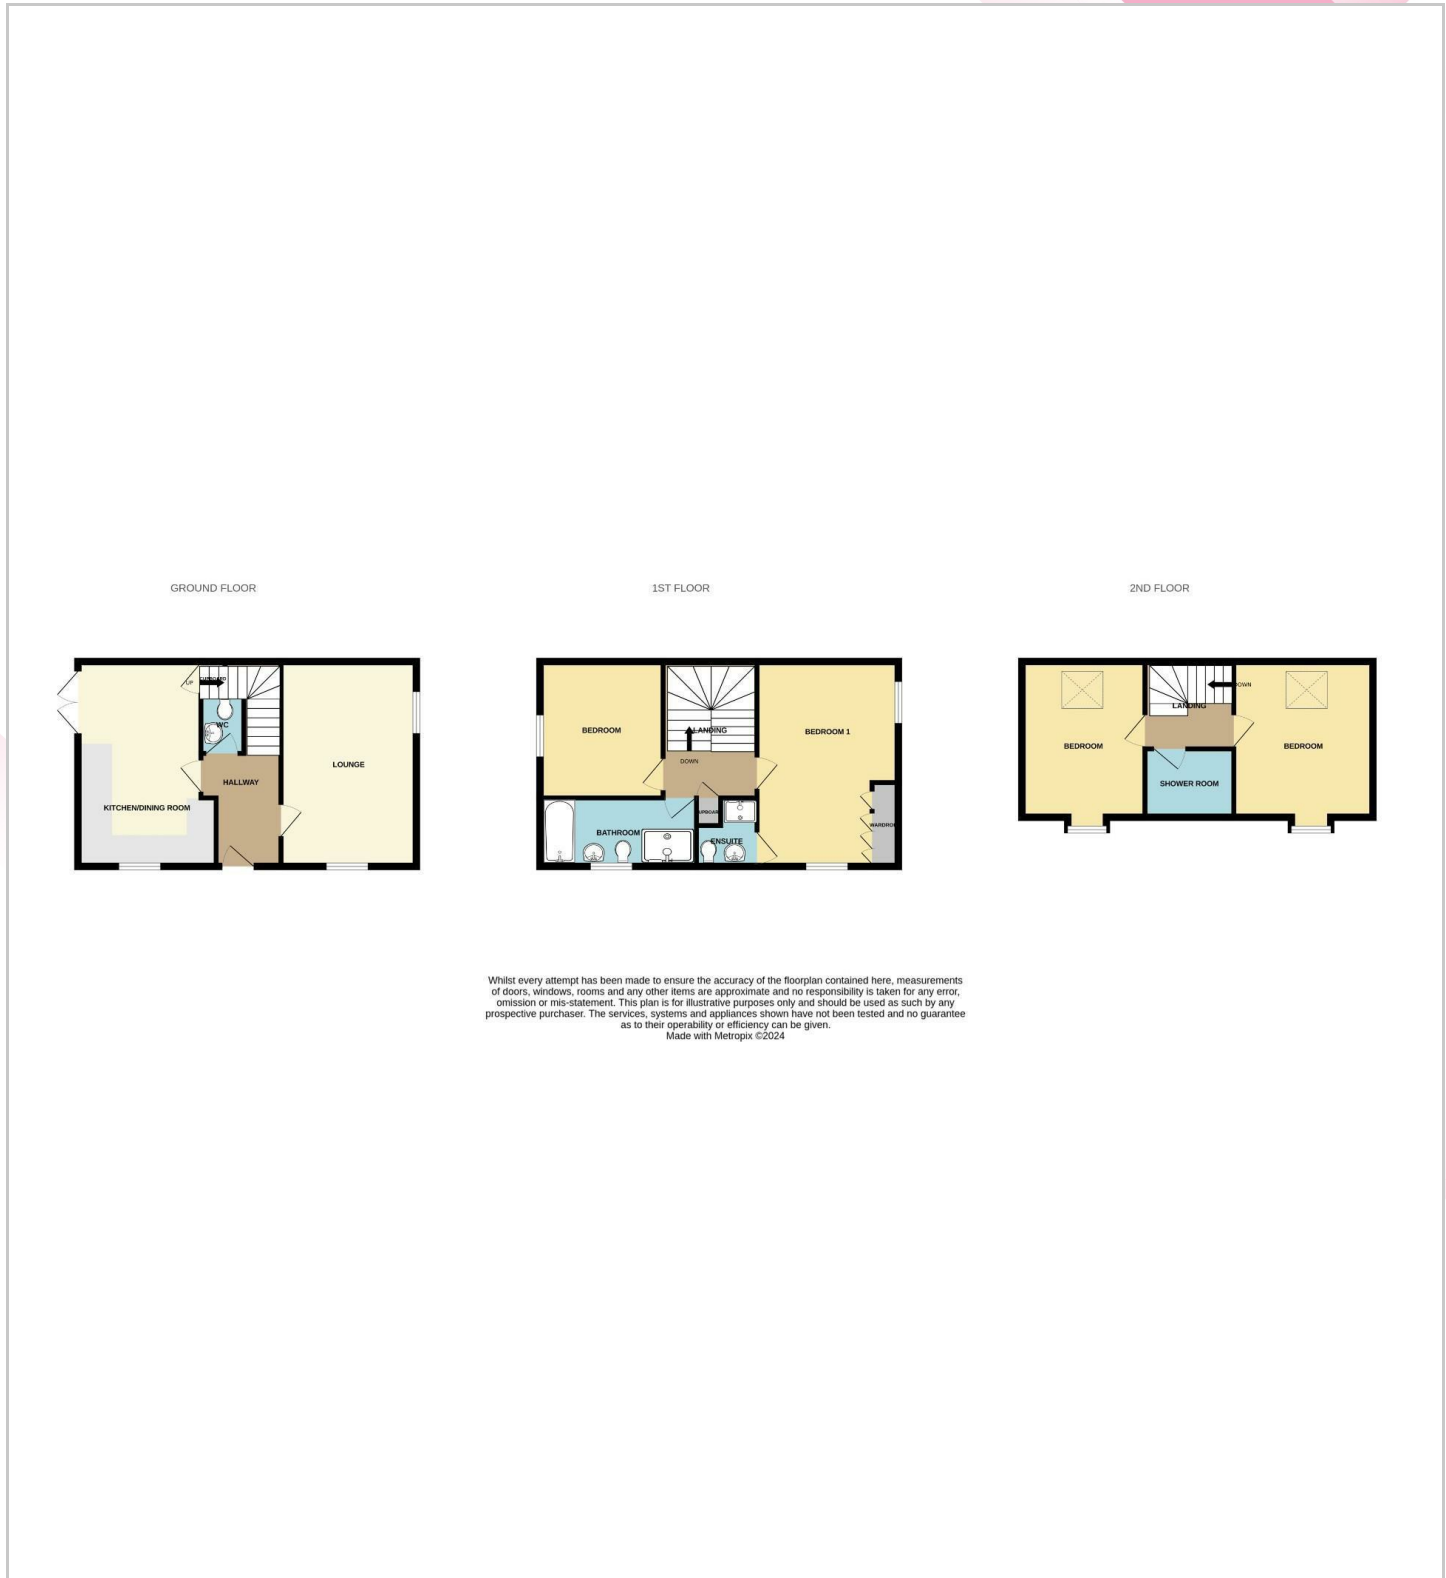 GROUND FLOOR
1ST FLOOR
2ND FLOOR
UP
CUPBOARD
WC
HALLWAY
LOUNGE
KITCHEN/DINING ROOM
BEDROOM
LANDING
DOWN
BEDROOM 1
BATHROOM
ENSUITE
UPBOAR
WARDROB
DOWN
LANDING
BEDROOM
BEDROOM
SHOWER ROOM
Whilst every attempt has been made to ensure the accuracy of the floorplan contained here, measurements
of doors, windows, rooms and any other items are approximate and no responsibility is taken for any error,
omission or mis-statement. This plan is for illustrative purposes only and should be used as such by any
prospective purchaser. The services, systems and appliances shown have not been tested and no guarantee
as to their operability or efficiency can be given.
Made with Metropix ©2024